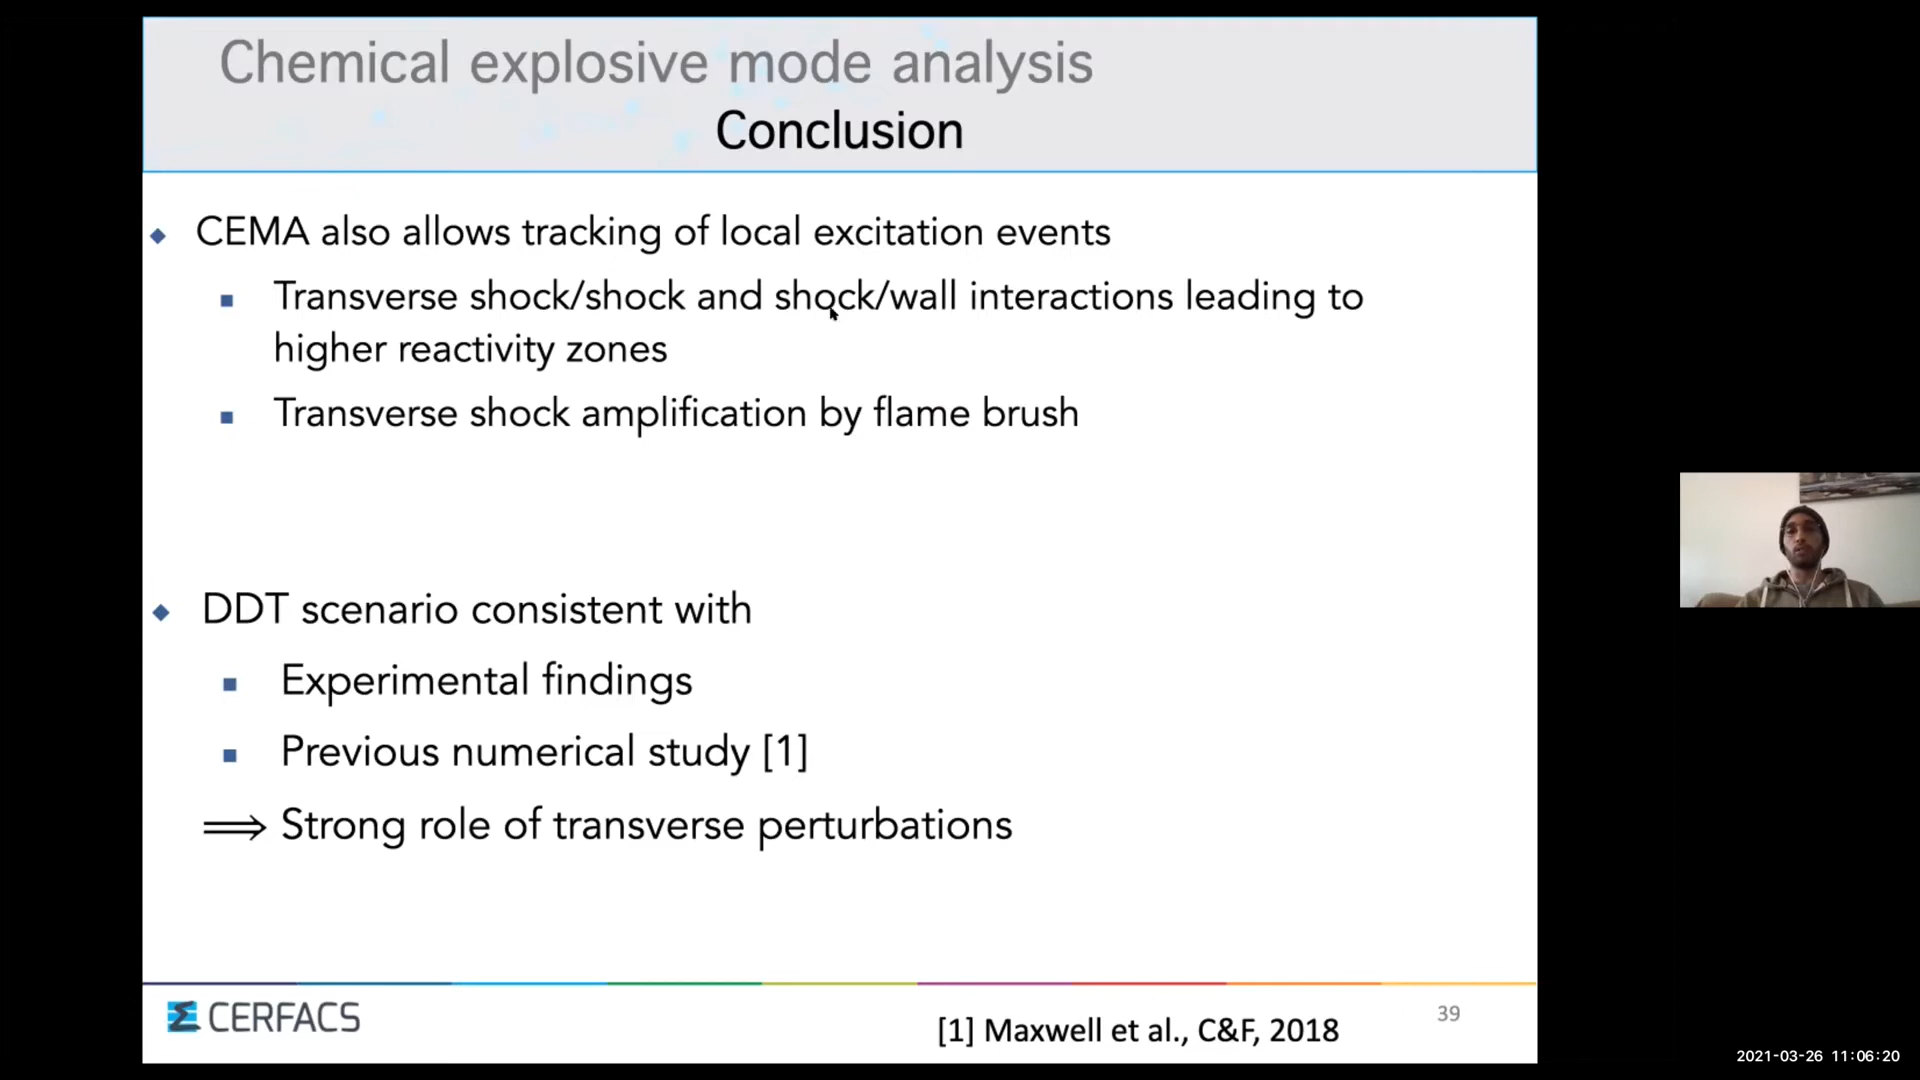 Chemical explosive mode analysis
Conclusion
CEMA also allows tracking of local excitation events
Transverse shock/shock and shock/wall interactions leading to
higher reactivity zones
Transverse shock amplification by flame brush
DDT scenario consistent with
Experimental findings
Previous numerical study [1]
⟹ Strong role of transverse perturbations
CERFACS
[1] Maxwell et al., C&F, 2018
39
2021-03-26 11:06:20